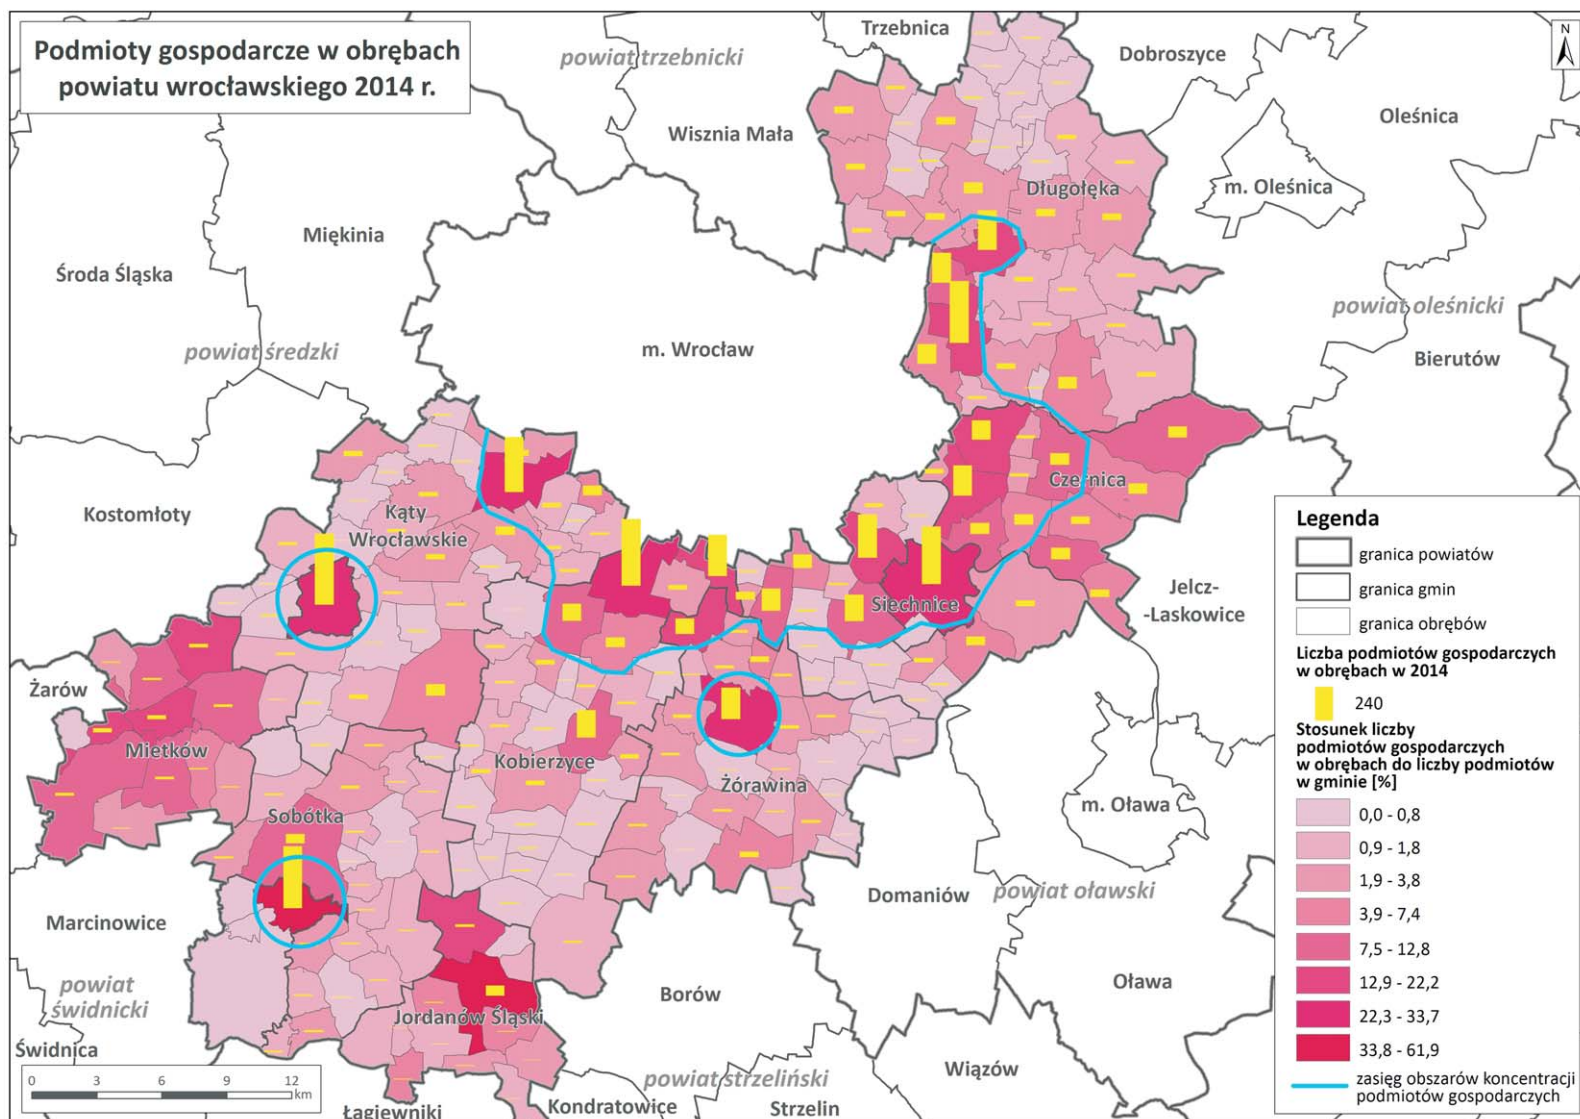 Podmioty gospodarcze w obrębach
powiatu wrocławskiego 2014 r.
powiat trzebnicki
Trzebnica
Dobroszyce
N
Wisznia Mała
Oleśnica
m. Oleśnica
Długołęka
Miękinia
Środa Śląska
powiat oleśnicki
powiat średzki
m. Wrocław
Bierutów
Kostomłoty
Kąty
Wrocławskie
Czernica
Siechnice
Jelcz-
-Laskowice
Żarów
Mietków
Kobierzyce
Żórawina
m. Oława
Sobótka
Domaniów
powiat oławski
Marcinowice
Oława
powiat
świdnicki
Borów
Jordanów Śląski
Świdnica
Wiązów
powiat strzeliński
Łagiewniki
Kondratowice
Strzelin
0 3 6 9 12
km
Legenda
granica powiatów
granica gmin
granica obrębów
Liczba podmiotów gospodarczych
w obrębach w 2014
240
Stosunek liczby
podmiotów gospodarczych
w obrębach do liczby podmiotów
w gminie [%]
0,0 - 0,8
0,9 - 1,8
1,9 - 3,8
3,9 - 7,4
7,5 - 12,8
12,9 - 22,2
22,3 - 33,7
33,8 - 61,9
zasięg obszarów koncentracji
podmiotów gospodarczych